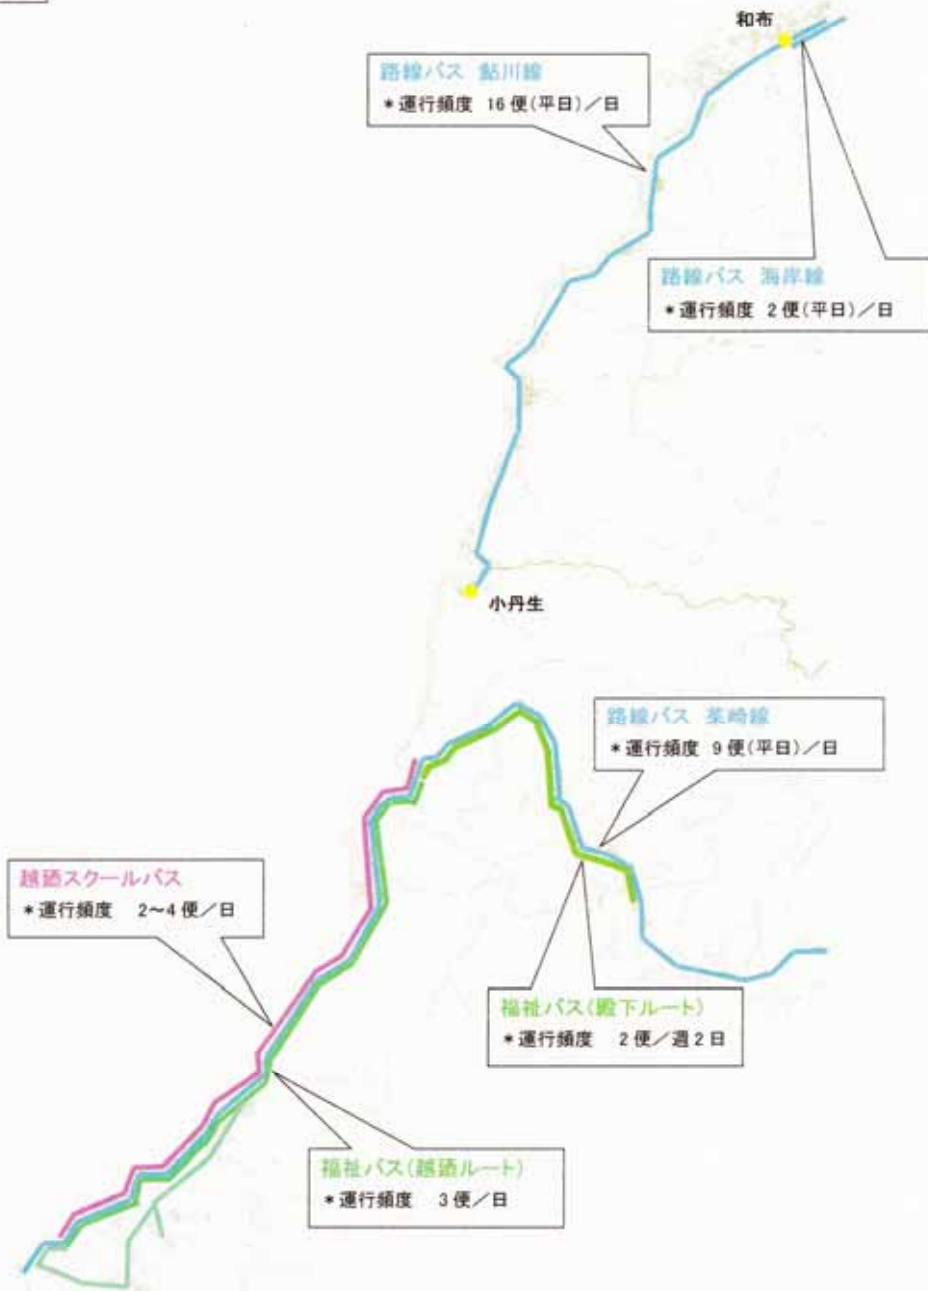 和布
路線バス 鮎川線
*運行頻度 16便(平日)/日
路線バス 海岸線
*運行頻度 2便(平日)/日
小丹生
路線バス 茱崎線
*運行頻度 9便(平日)/日
越廼スクールバス
*運行頻度 2~4便/日
福祉バス(殿下ルート)
*運行頻度 2便/週2日
福祉バス(越廼ルート)
*運行頻度 3便/日